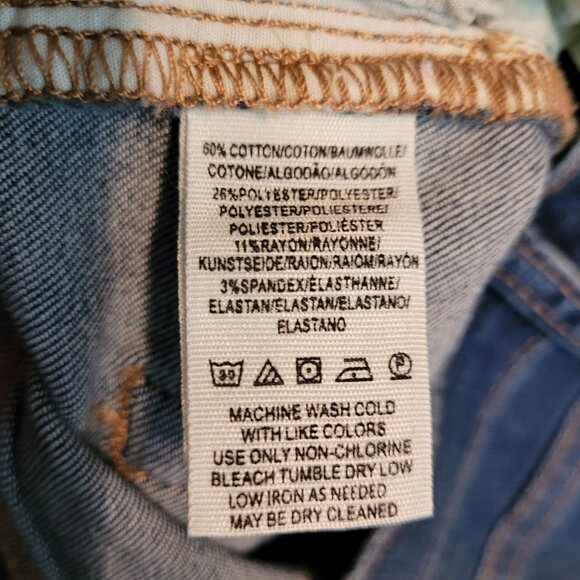 60% COTTON/COTON/BAUMWOLLE/
COTONE/ALGODÃO/ALGODÓN
26%POLYESTER/POLYESTER/
POLYESTER/POLIESTERE/
POLIESTER/POLIÉSTER
11%RAYON/RAYONNE/
KUNSTSEIDE/RAION/RAIOM/RAYÓN
3%SPANDEX/ÉLASTHANNE/
ELASTAN/ELASTAN/ELASTANO/
ELASTANO
30 P
MACHINE WASH COLD
WITH LIKE COLORS
USE ONLY NON-CHLORINE
BLEACH TUMBLE DRY LOW
LOW IRON AS NEEDED
MAY BE DRY CLEANED